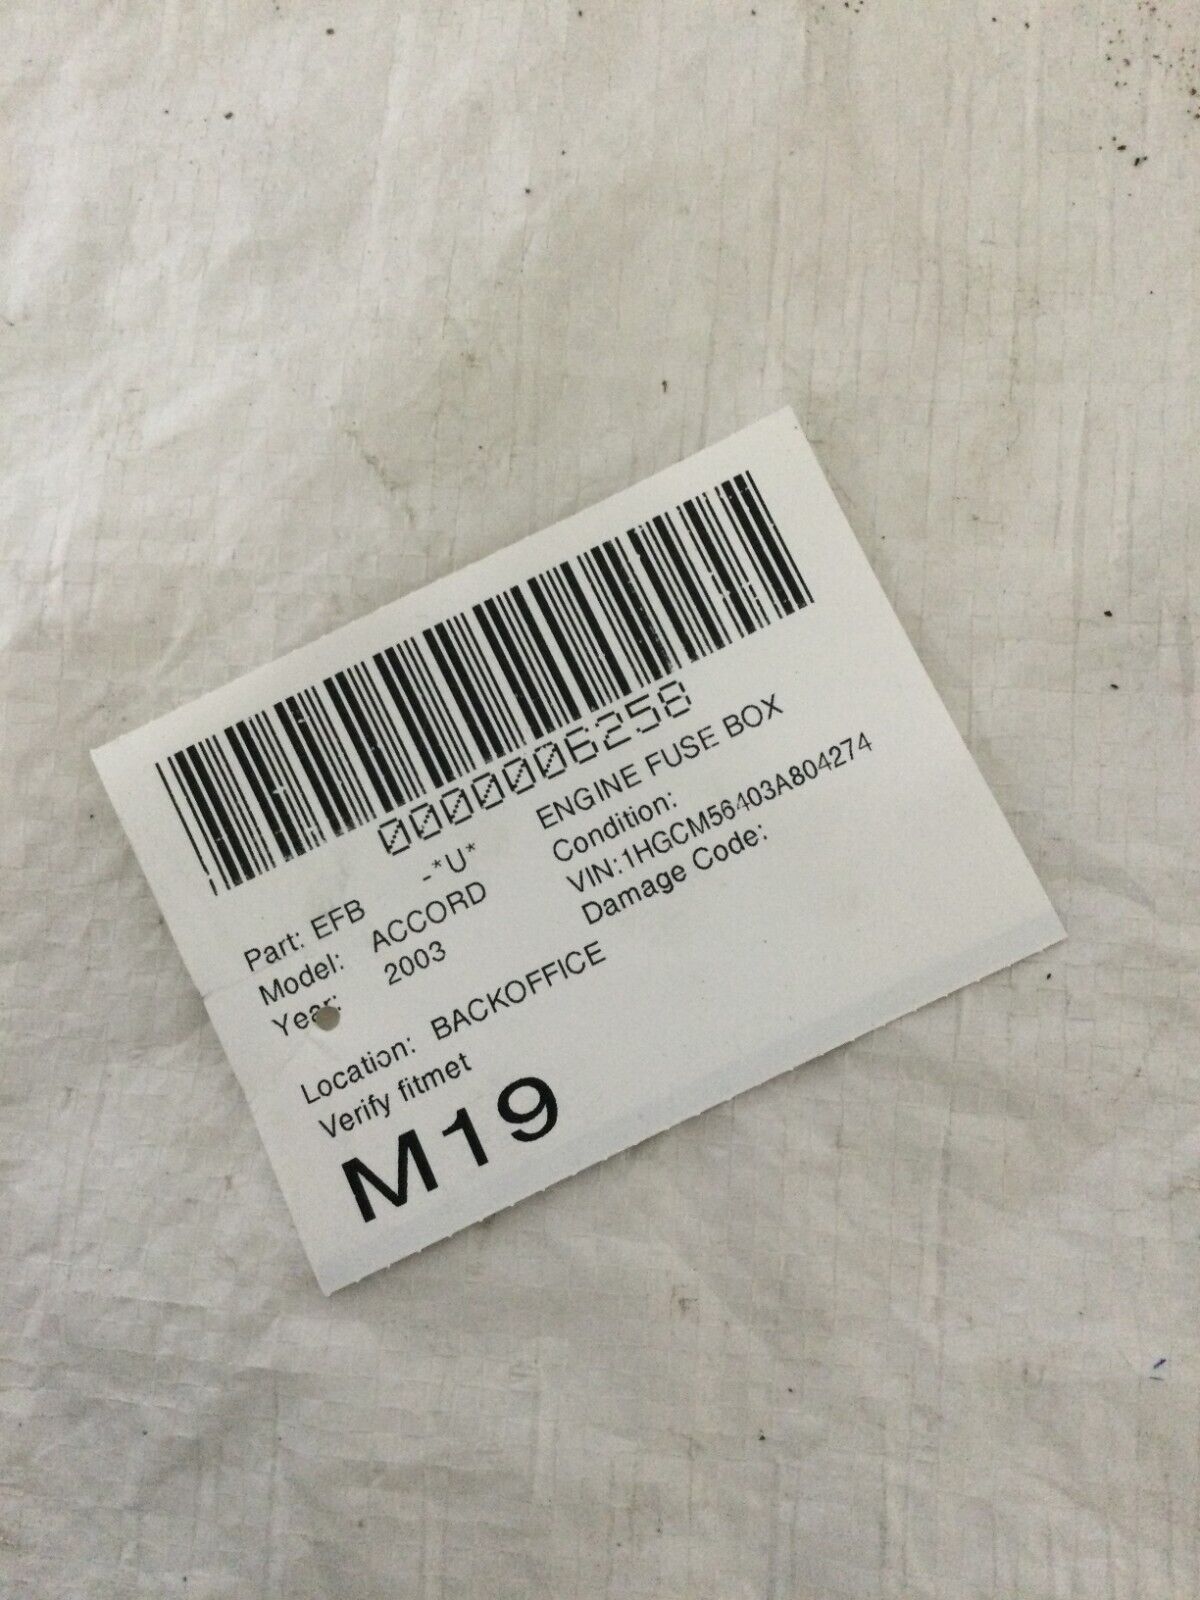 0000006258
Part: EFB -*U* ENGINE FUSE BOX
Model: ACCORD Condition:
Year: 2003 VIN:1HGCM56403A804274
Damage Code:
Location: BACKOFFICE
Verify fitmet
M19